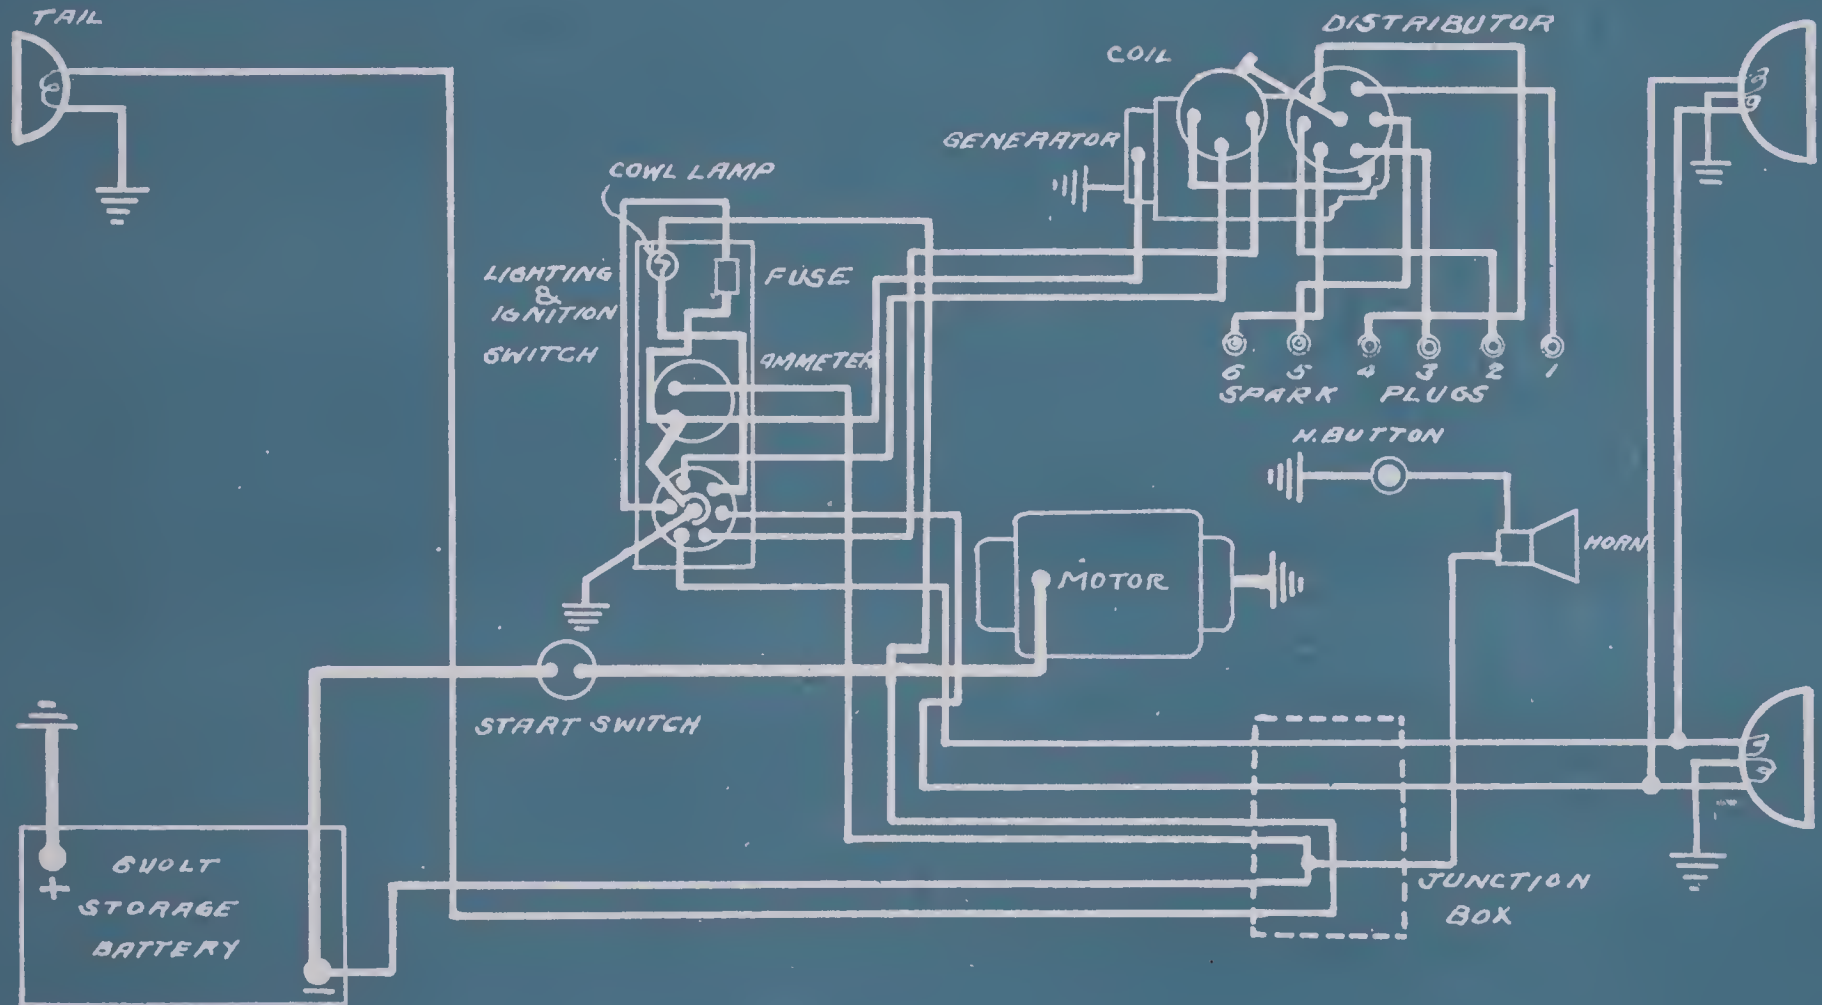 TAIL
DISTRIBUTOR
COIL
GENERATOR
COWL LAMP
LIGHTING
&
IGNITION
SWITCH
FUSE
AMMETER
6 5 4 3 2 1
SPARK PLUGS
H. BUTTON
HORN
MOTOR
START SWITCH
+
6 VOLT
STORAGE
BATTERY
-
JUNCTION
BOX